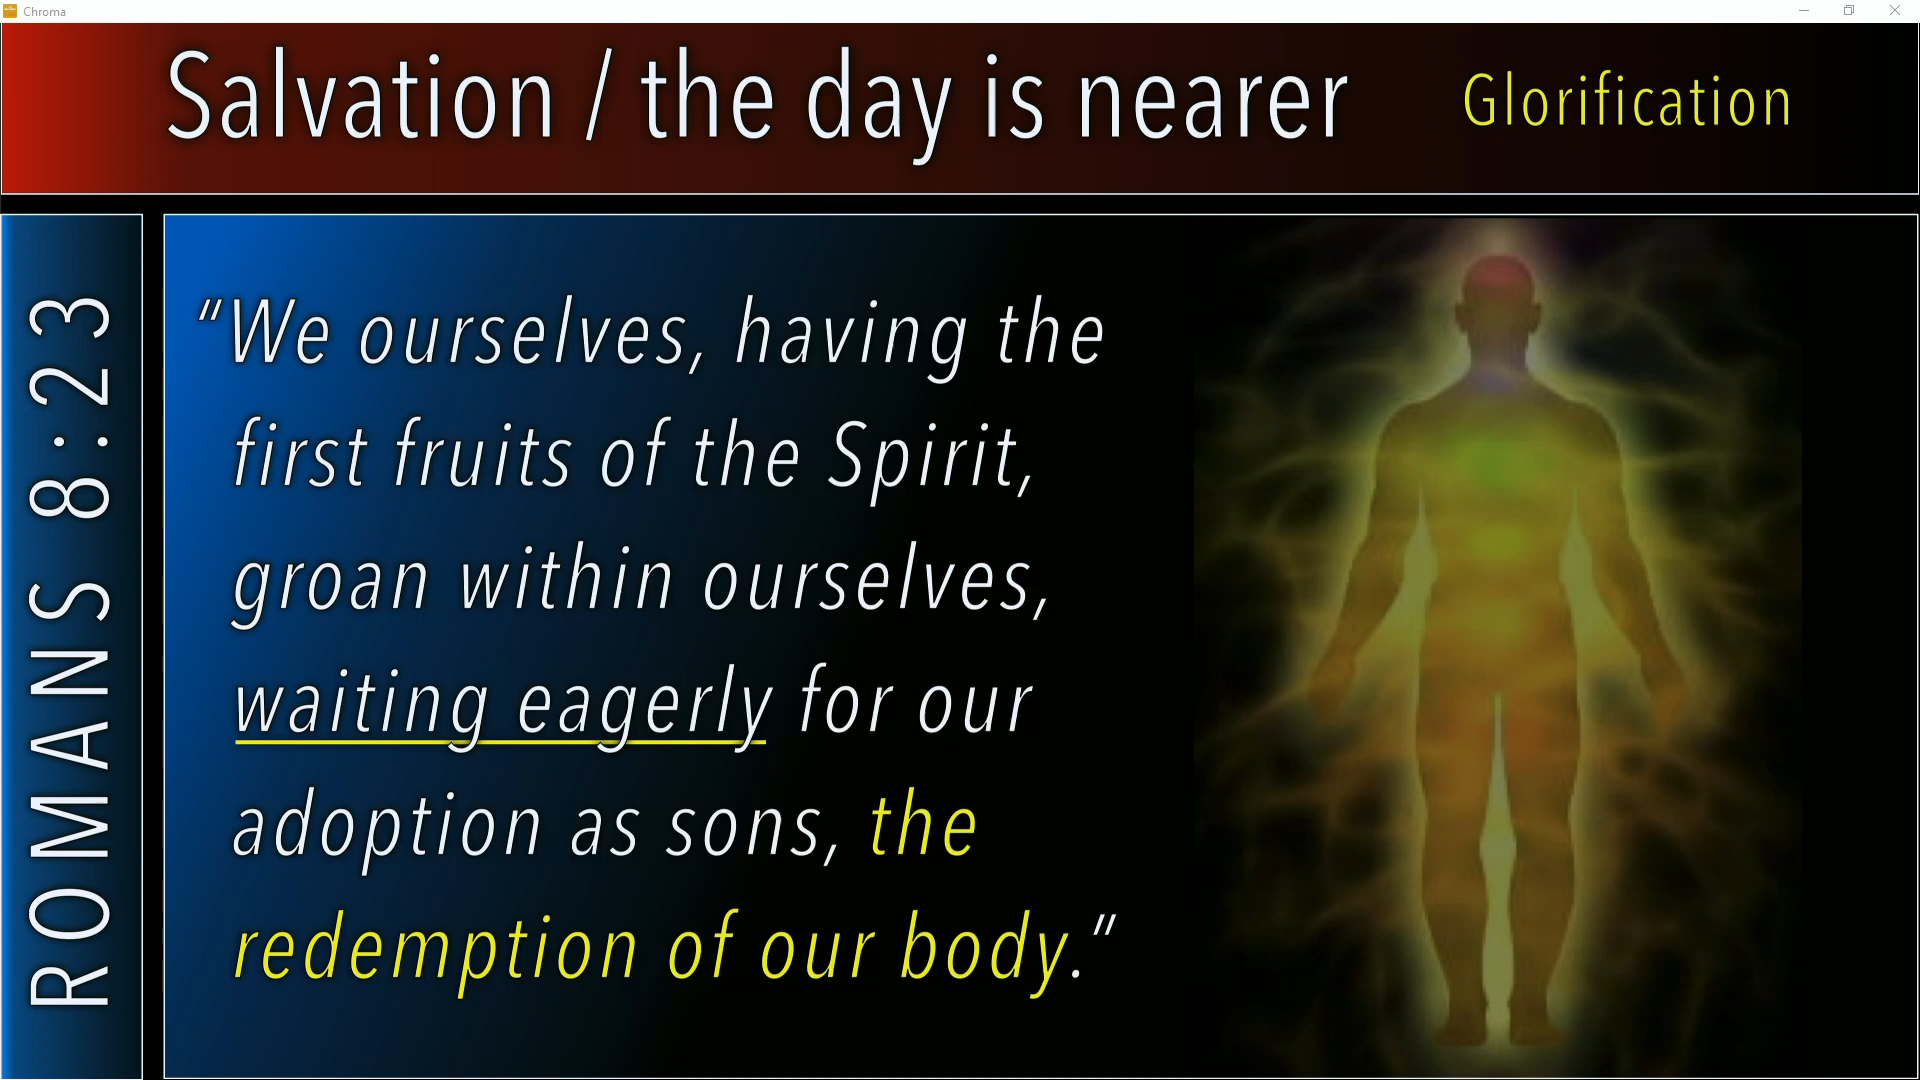 Chroma
Salvation / the day is nearer
Glorification
ROMANS 8:23
“We ourselves, having the
first fruits of the Spirit,
groan within ourselves,
waiting eagerly for our
adoption as sons, the
redemption of our body.”